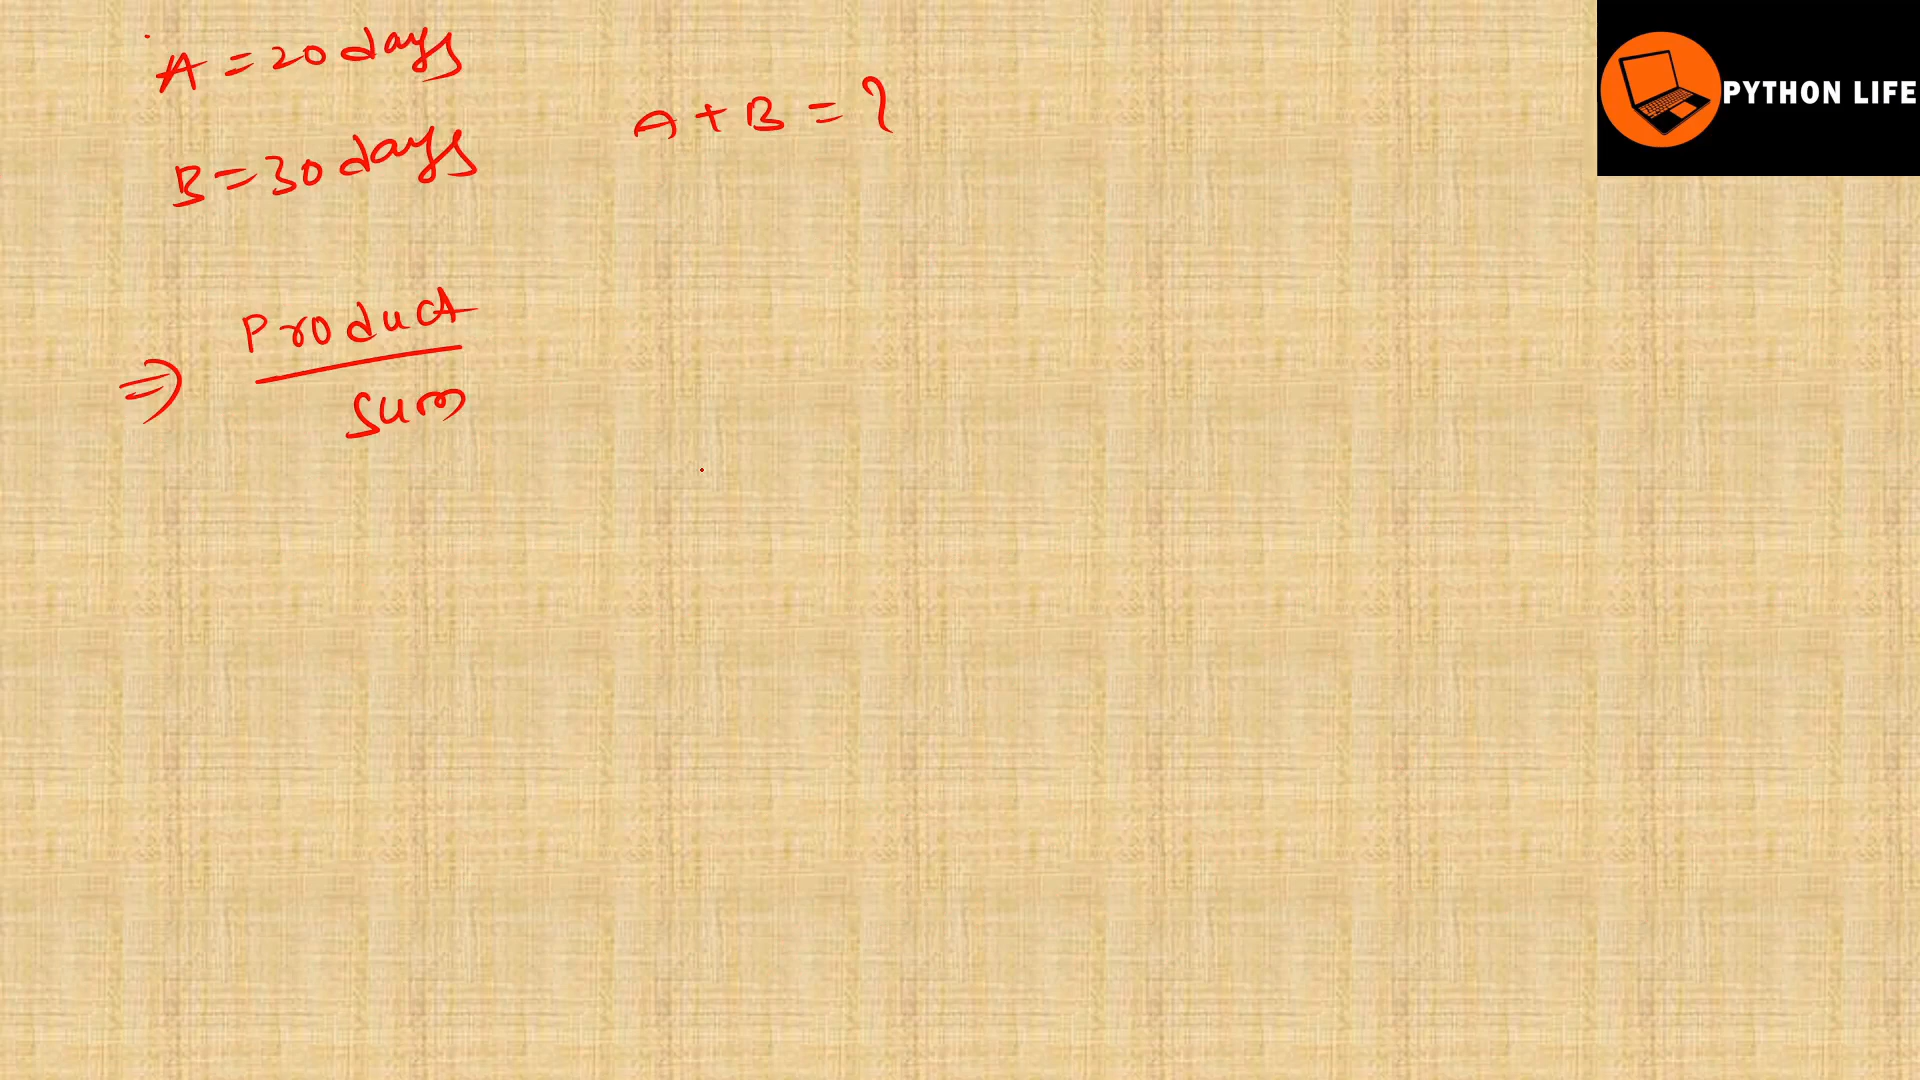 A = 20 days
B = 30 days
A + B = ?
⇒ Product
Sum
PYTHON LIFE